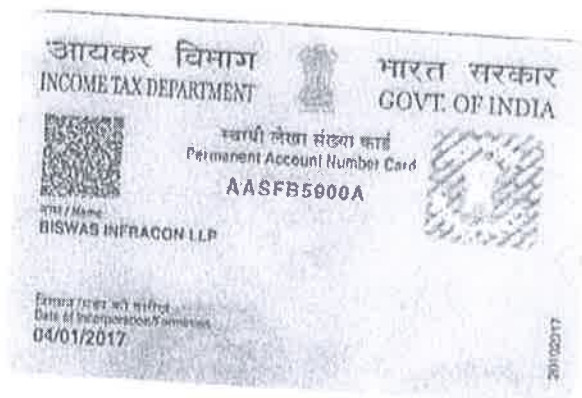 आयकर विभाग
INCOME TAX DEPARTMENT
भारत सरकार
GOVT. OF INDIA
स्थायी लेखा संख्या कार्ड
Permanent Account Number Card
AASFB5900A
नाम / Name
BISWAS INFRACON LLP
Date of Incorporation/Formation
04/01/2017